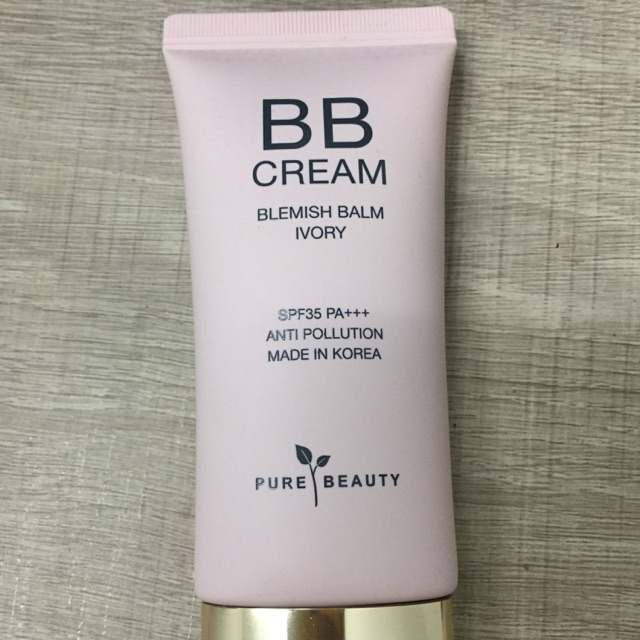 BB
CREAM
BLEMISH BALM
IVORY
SPF35 PA+++
ANTI POLLUTION
MADE IN KOREA
PURE BEAUTY